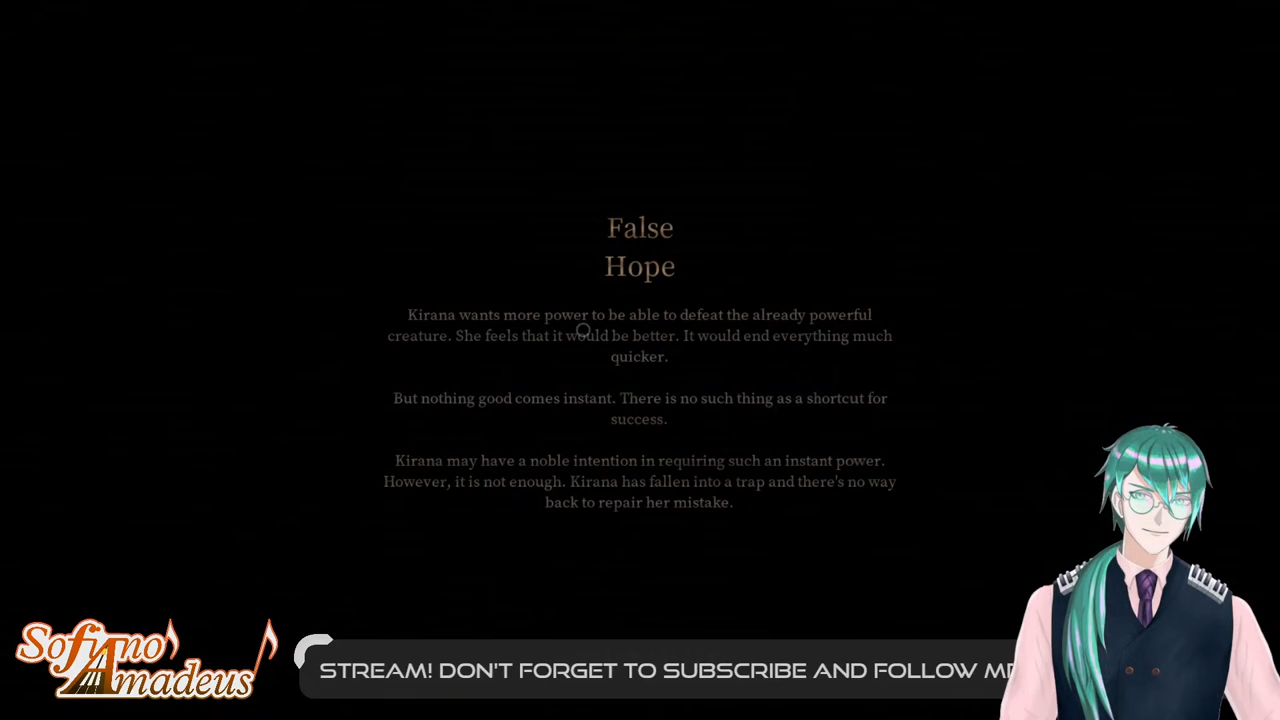 False
Hope
Kirana wants more power to be able to defeat the already powerful
creature. She feels that it would be better. It would end everything much
quicker.
But nothing good comes instant. There is no such thing as a shortcut for
success.
Kirana may have a noble intention in requiring such an instant power.
However, it is not enough. Kirana has fallen into a trap and there's no way
back to repair her mistake.
Sofiano
Amadeus
STREAM! DON'T FORGET TO SUBSCRIBE AND FOLLOW M